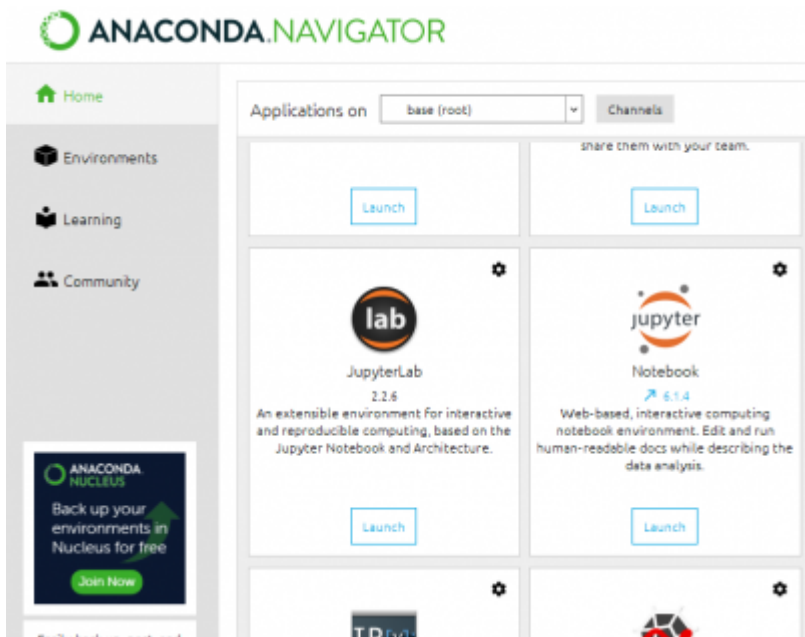 ANACONDA.NAVIGATOR
Home
Environments
Learning
Community
Applications on
base (root)
Channels
share them with your team.
Launch
Launch
lab
JupyterLab
2.2.6
An extensible environment for interactive
and reproducible computing, based on the
Jupyter Notebook and Architecture.
Launch
jupyter
Notebook
6.1.4
Web-based, interactive computing
notebook environment. Edit and run
human-readable docs while describing the
data analysis.
Launch
ANACONDA.
NUCLEUS
Back up your
environments in
Nucleus for free
Join Now